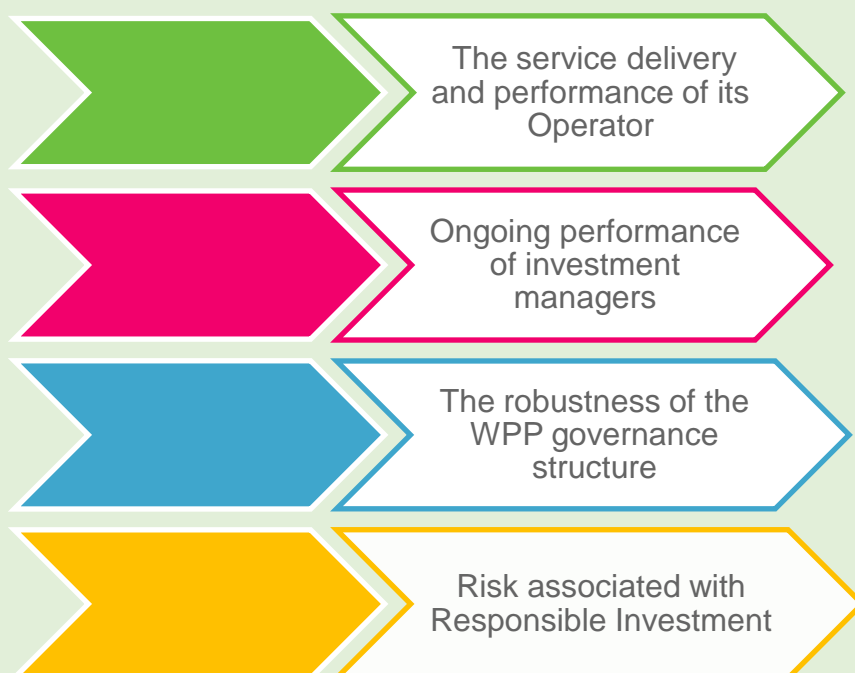 The service delivery
and performance of its
Operator
Ongoing performance
of investment
managers
The robustness of the
WPP governance
structure
Risk associated with
Responsible Investment